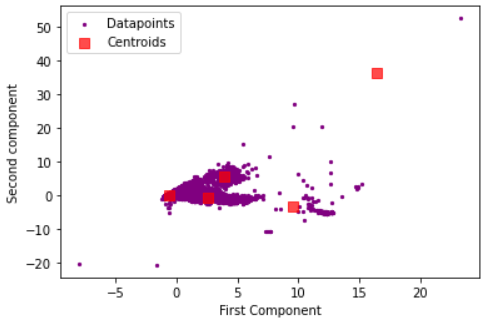 50
Datapoints
Centroids
40
30
20
10
0
−10
−20
Second component
−5 0 5 10 15 20
First Component